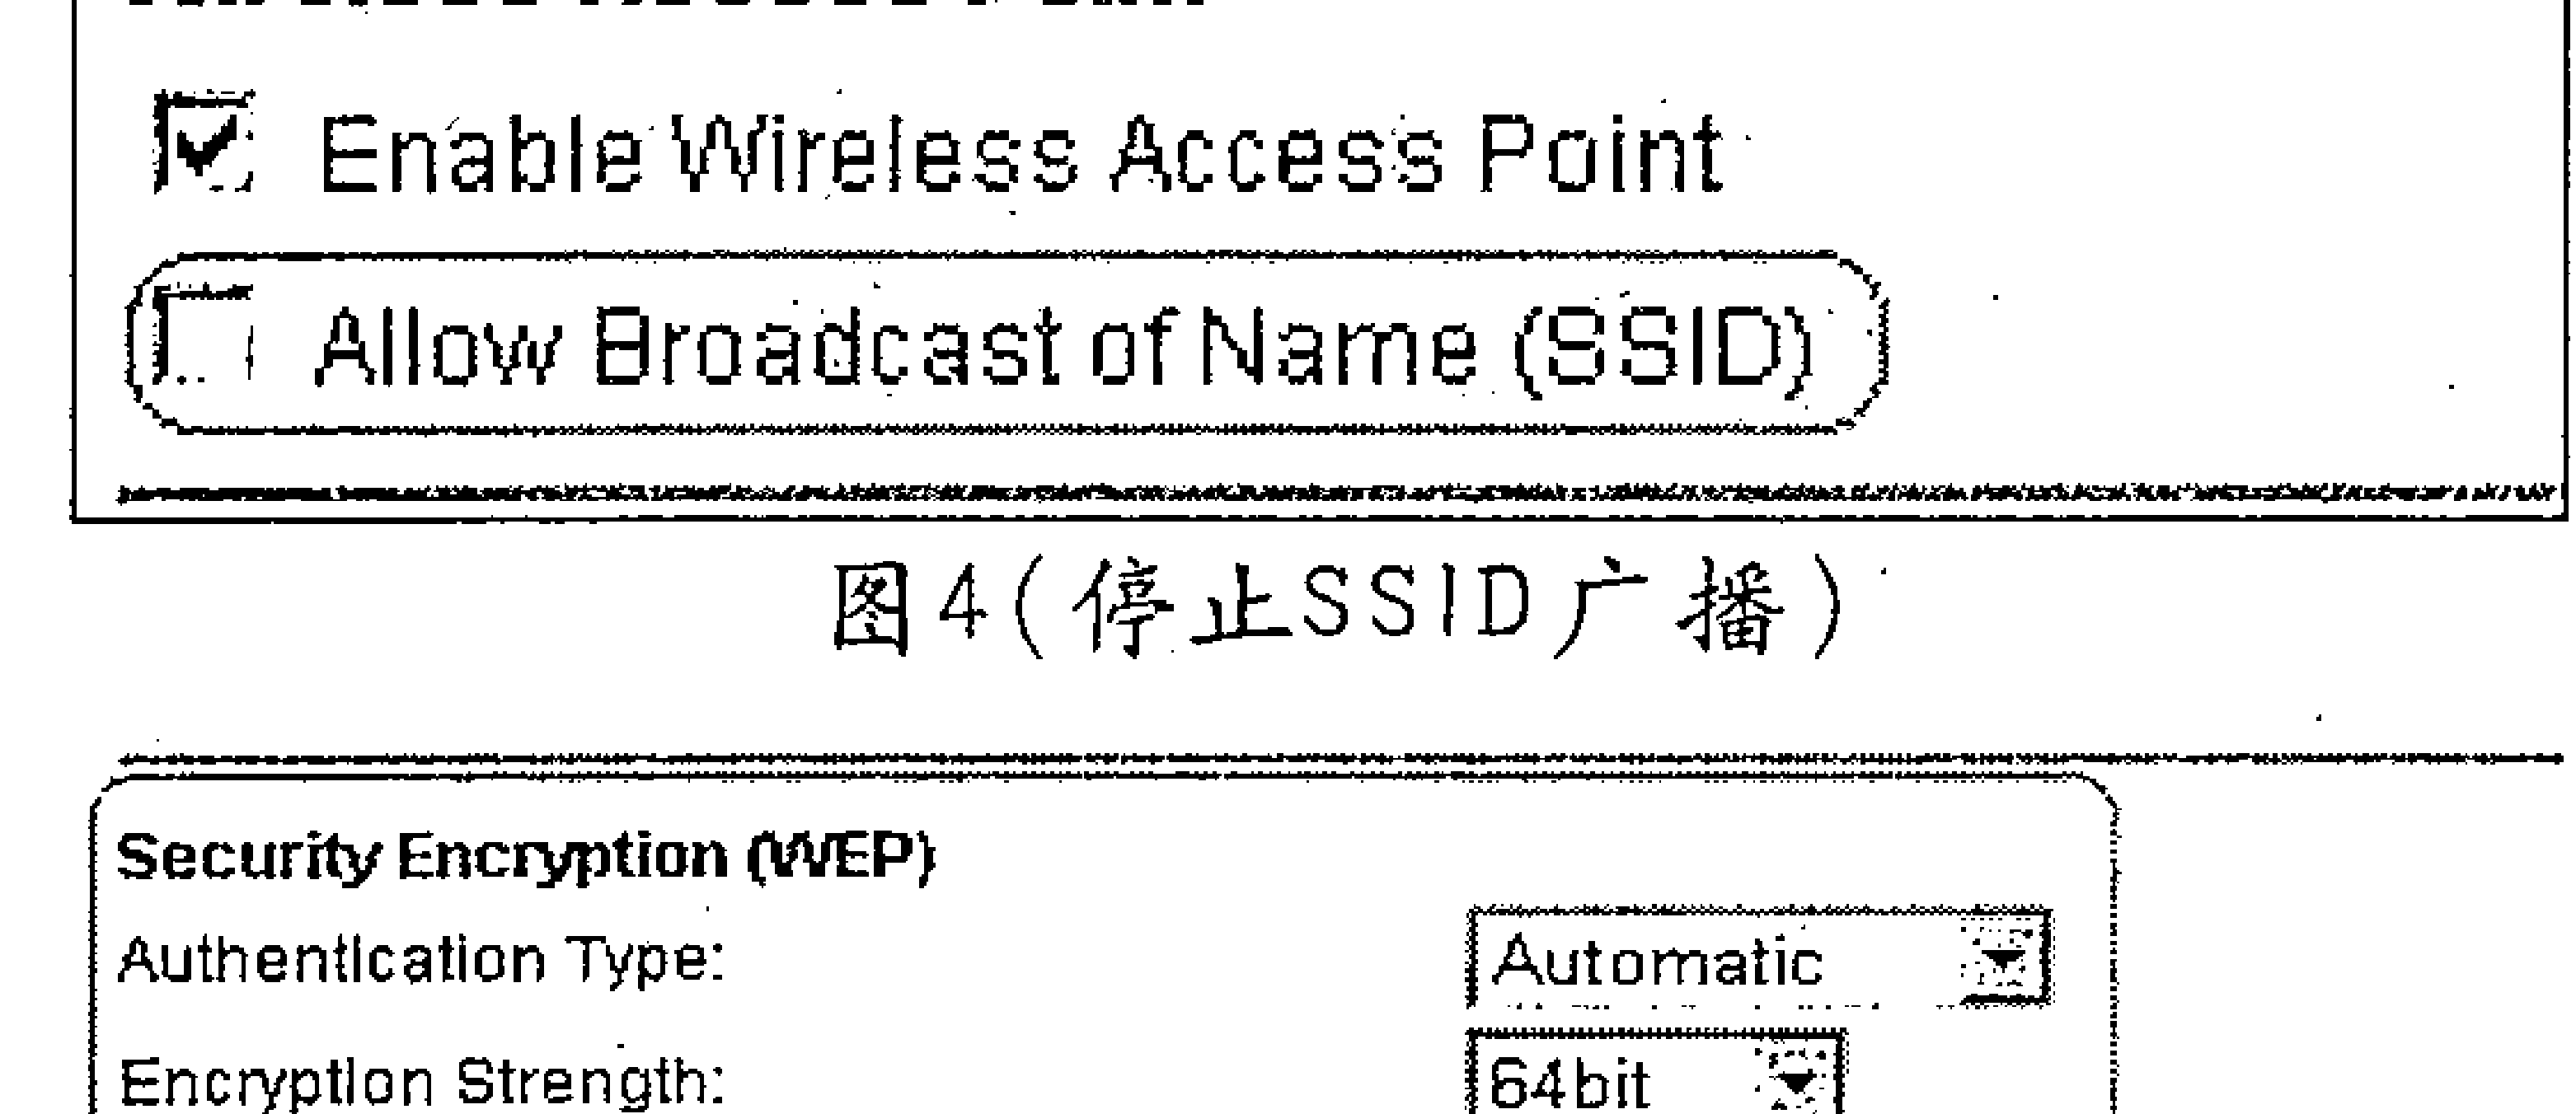 Enable Wireless Access Point
Allow Broadcast of Name (SSID)
图4(停止SSID广播)
Security Encryption (WEP)
Authentication Type:
Automatic
Encryption Strength:
64bit